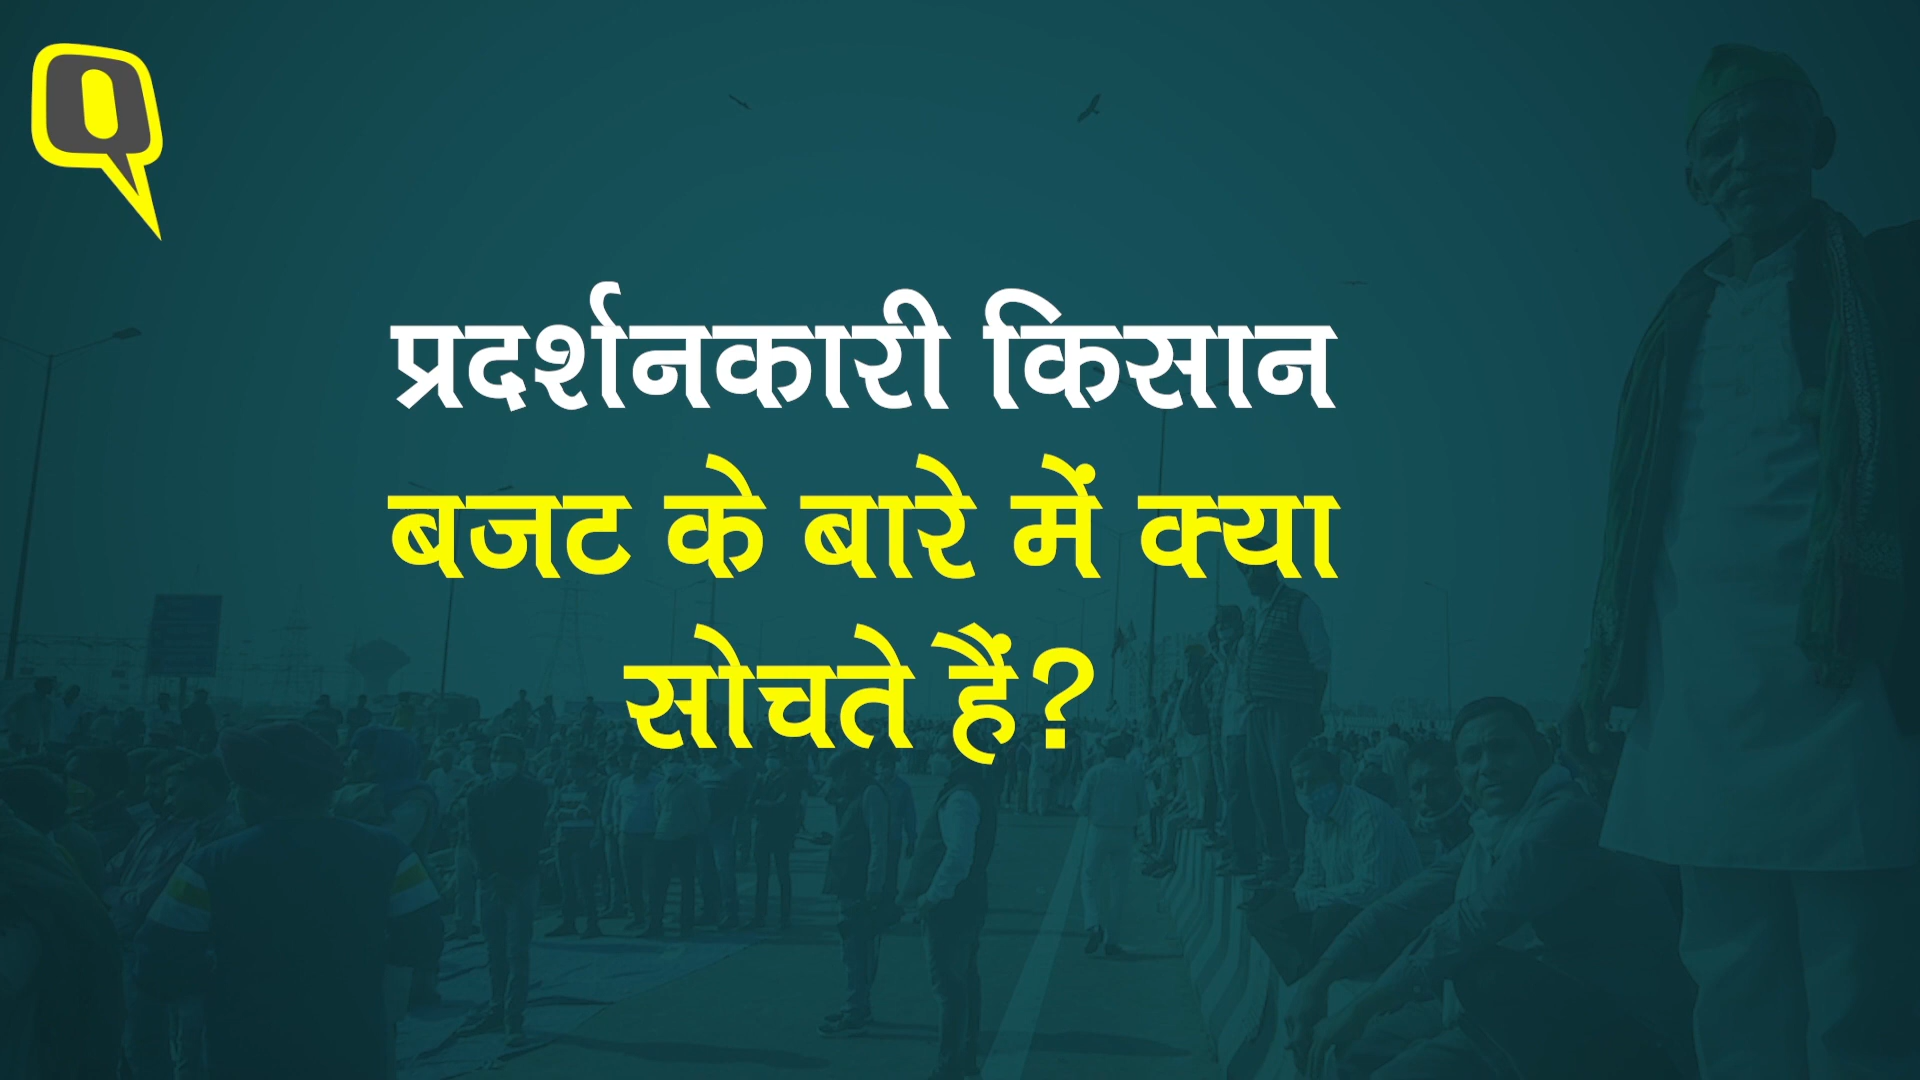 प्रदर्शनकारी किसान
बजट के बारे में क्या
सोचते हैं?